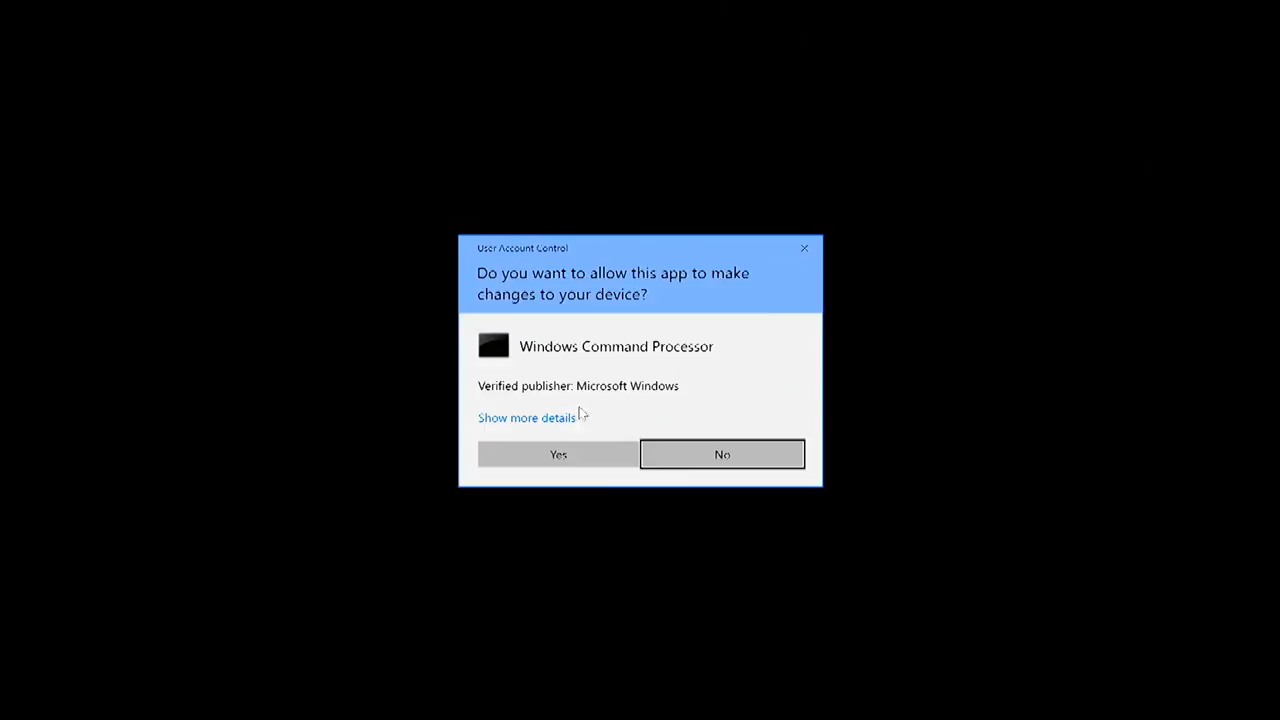 User Account Control
Do you want to allow this app to make
changes to your device?
Windows Command Processor
Verified publisher: Microsoft Windows
Show more details
Yes
No